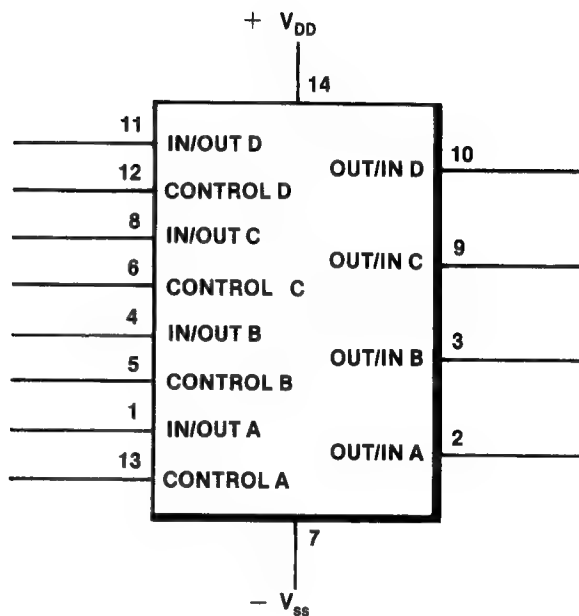 + VDD
14
11
IN/OUT D
12
CONTROL D
OUT/IN D
10
8
IN/OUT C
6
CONTROL C
OUT/IN C
9
4
IN/OUT B
5
CONTROL B
OUT/IN B
3
1
IN/OUT A
13
CONTROL A
OUT/IN A
2
7
- Vss